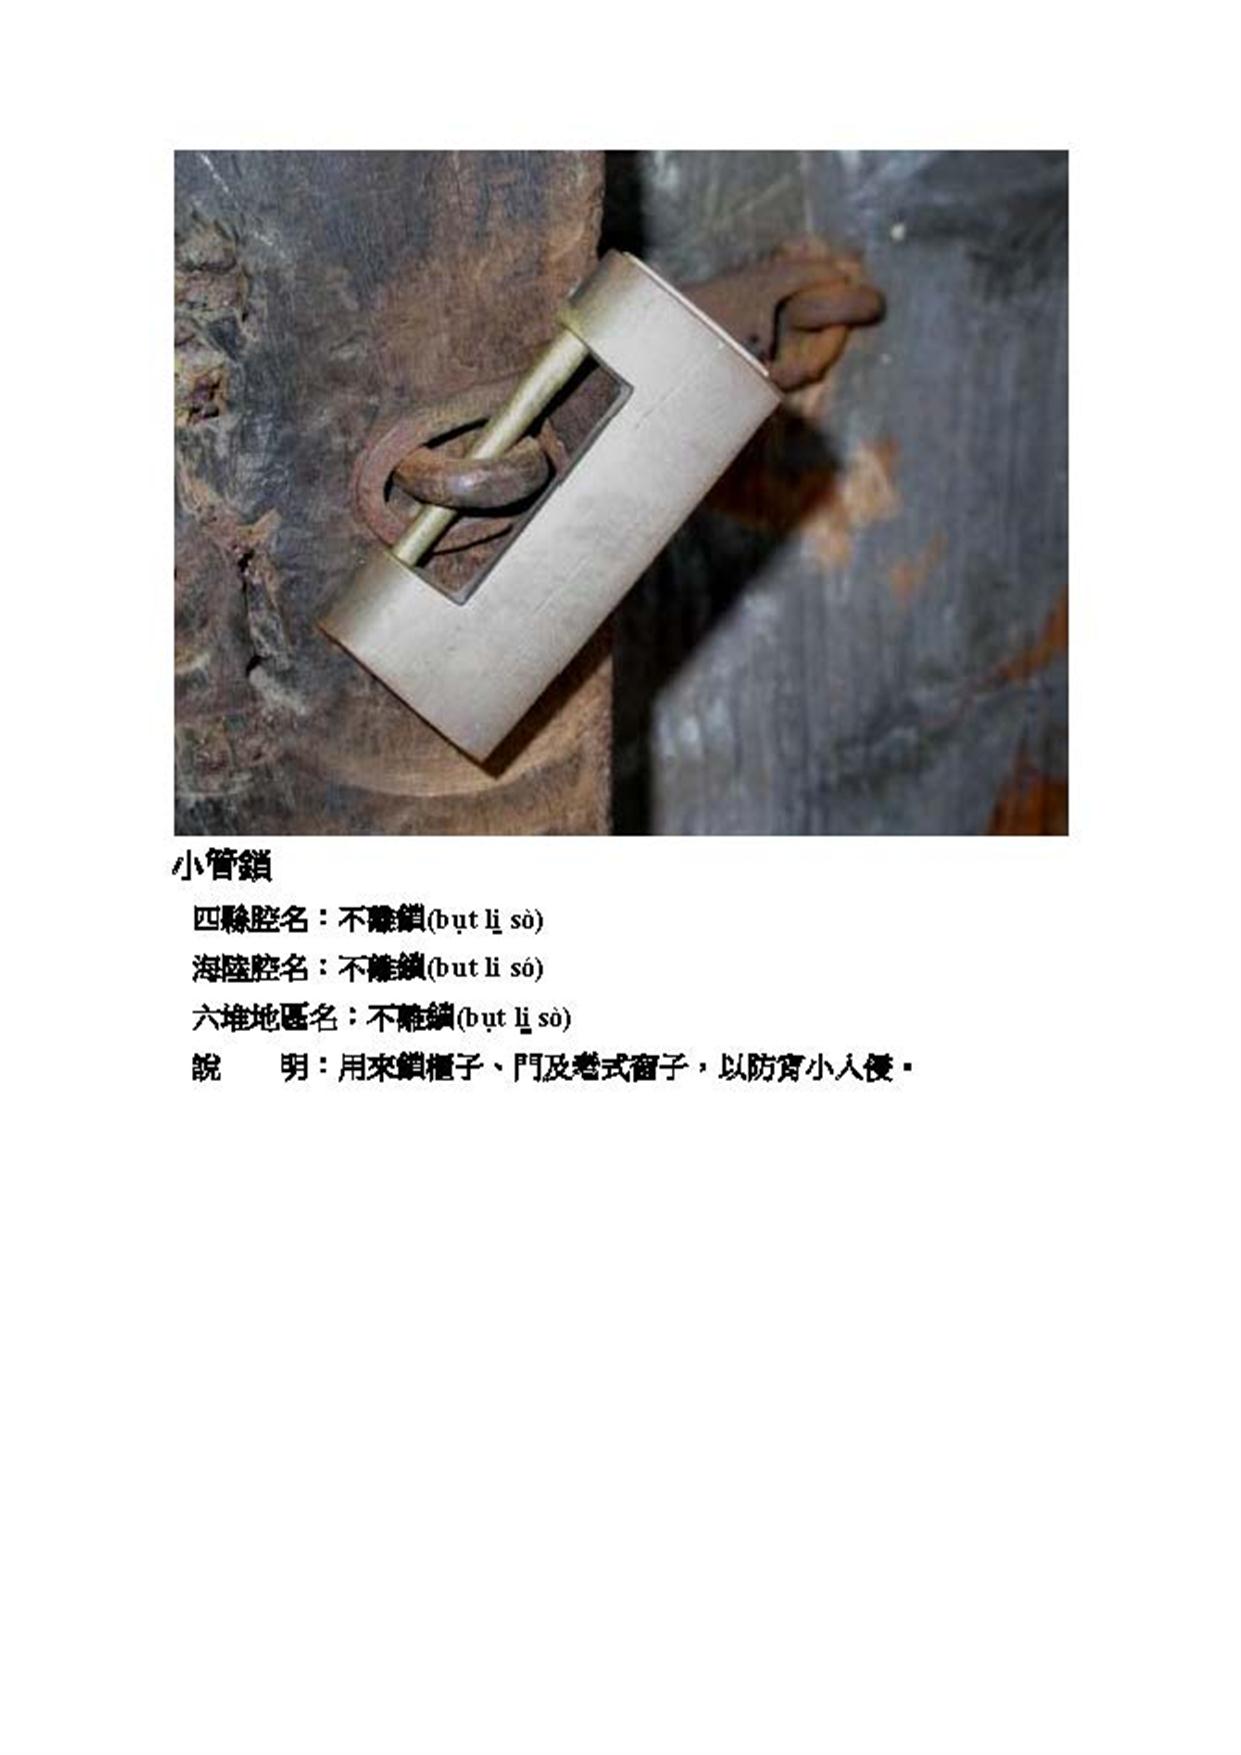 小管鎖
四縣腔名：不離鎖(bụt li̱ sò)
海陸腔名：不離鎖(but li só)
六堆地區名：不離鎖(bụt li̱ sò)
說　　明：用來鎖櫃子、門及老式窗子，以防宵小入侵。